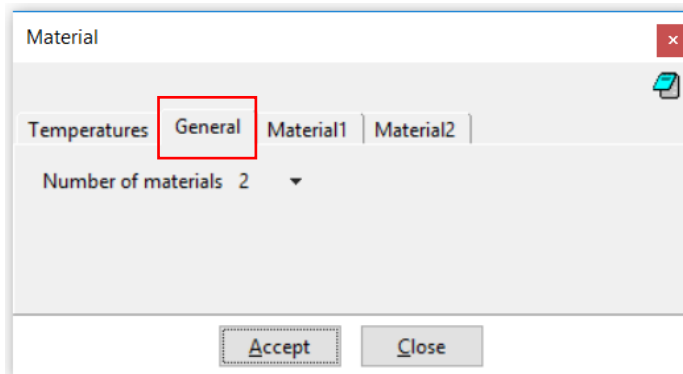 Material
Temperatures General Material1 Material2
Number of materials 2
Accept Close